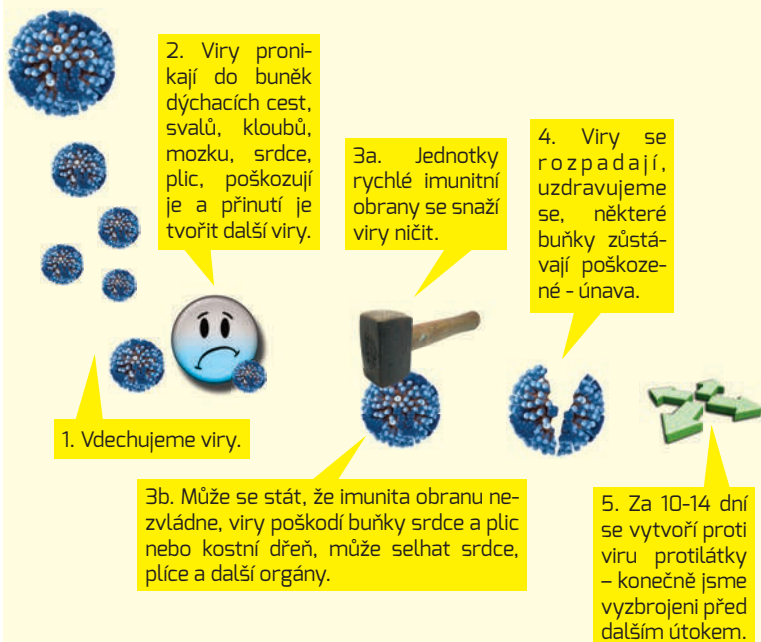 1. Vdechujeme viry.
2. Viry proni-
kají do buněk
dýchacích cest,
svalů, kloubů,
mozku, srdce,
plic, poškozují
je a přinutí je
tvořit další viry.
3a. Jednotky
rychlé imunitní
obrany se snaží
viry ničit.
3b. Může se stát, že imunita obranu ne-
zvládne, viry poškodí buňky srdce a plic
nebo kostní dřeň, může selhat srdce,
plíce a další orgány.
4. Viry se
rozpadají,
uzdravujeme
se, některé
buňky zůstá-
vají poškoze-
né - únava.
5. Za 10-14 dní
se vytvoří proti
viru protilátky
– konečně jsme
vyzbrojeni před
dalším útokem.